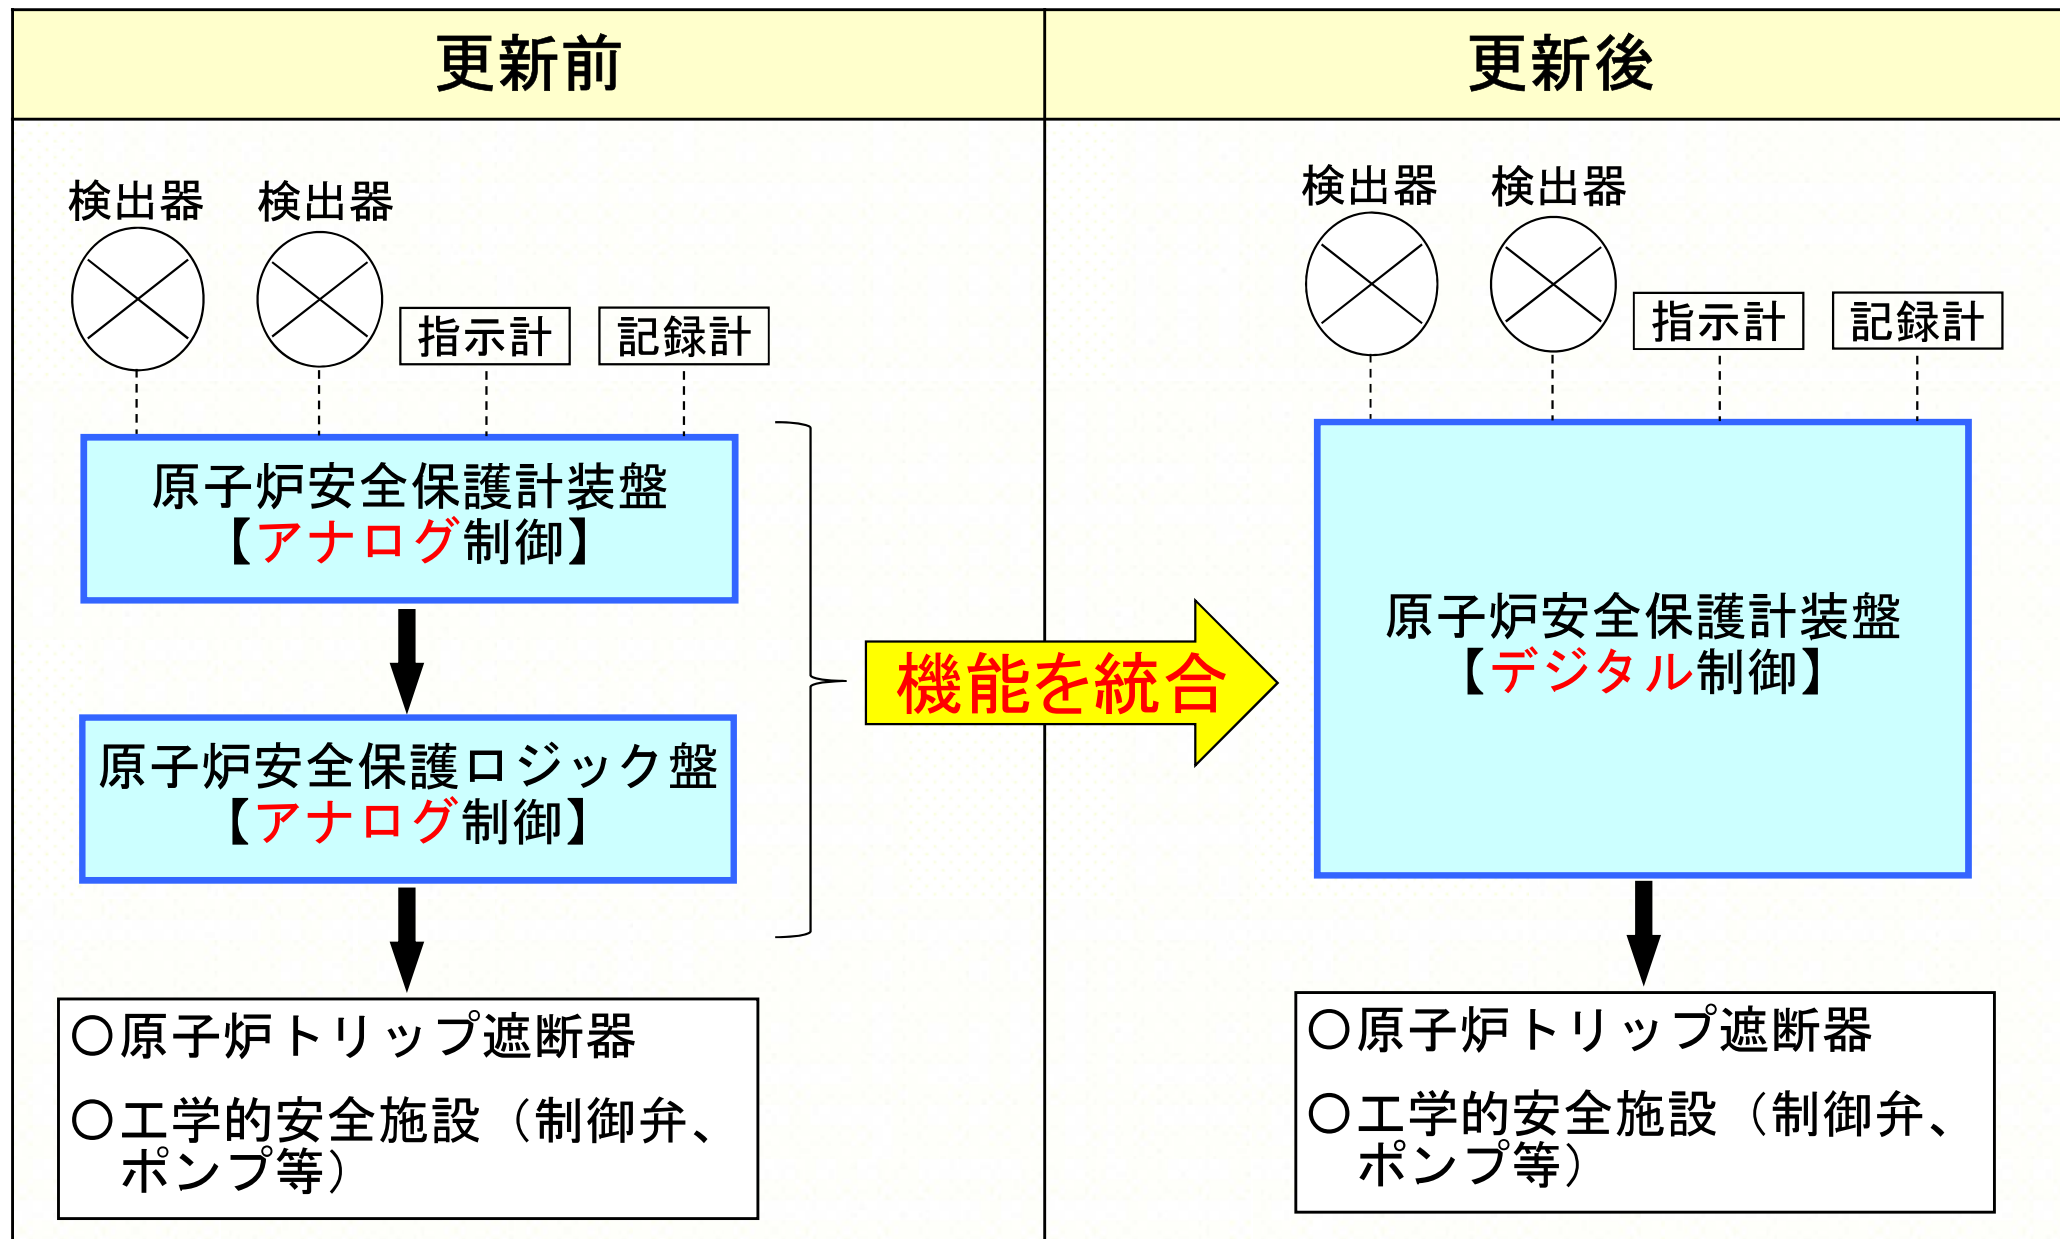 更新前
更新後
検出器
検出器
指示計
記録計
原子炉安全保護計装盤
【アナログ制御】
原子炉安全保護ロジック盤
【アナログ制御】
〇原子炉トリップ遮断器
〇工学的安全施設（制御弁、
ポンプ等）
機能を統合
検出器
検出器
指示計
記録計
原子炉安全保護計装盤
【デジタル制御】
〇原子炉トリップ遮断器
〇工学的安全施設（制御弁、
ポンプ等）